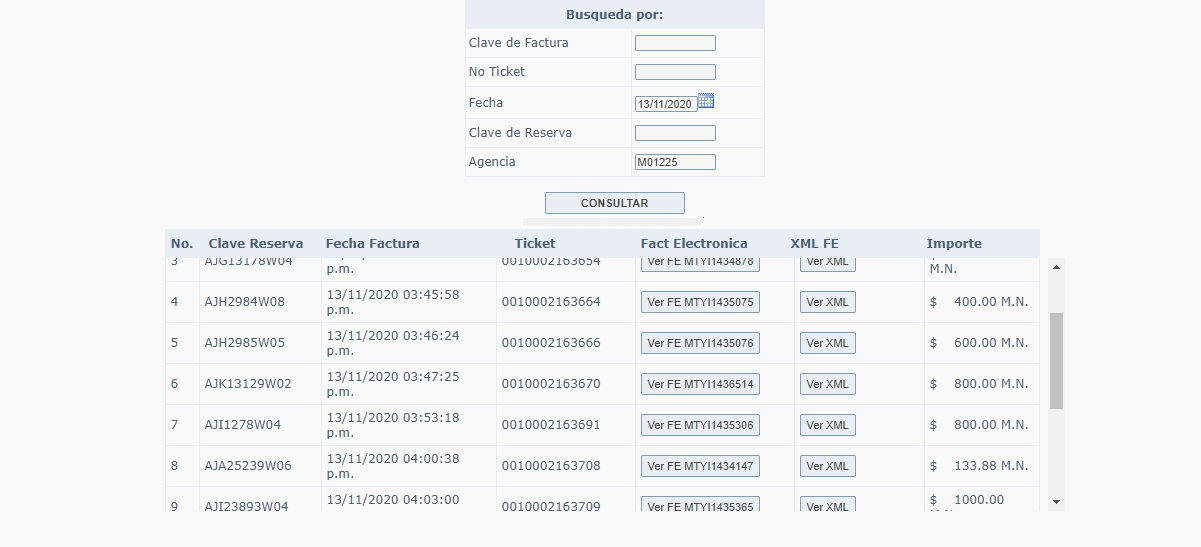 Busqueda por:
Clave de Factura
No Ticket
Fecha 13/11/2020
Clave de Reserva
Agencia M01225
CONSULTAR
No. Clave Reserva Fecha Factura Ticket Fact Electronica XML FE Importe
3 AJG13178W04 p.m. 0010002163654 Ver FE MTYI1434878 Ver XML M.N.
4 AJH2984W08 13/11/2020 03:45:58 0010002163664 Ver FE MTYI1435075 Ver XML $ 400.00 M.N.
p.m.
5 AJH2985W05 13/11/2020 03:46:24 0010002163666 Ver FE MTYI1435076 Ver XML $ 600.00 M.N.
p.m.
6 AJK13129W02 13/11/2020 03:47:25 0010002163670 Ver FE MTYI1436514 Ver XML $ 800.00 M.N.
p.m.
7 AJI1278W04 13/11/2020 03:53:18 0010002163691 Ver FE MTYI1435306 Ver XML $ 800.00 M.N.
p.m.
8 AJA25239W06 13/11/2020 04:00:38 0010002163708 Ver FE MTYI1434147 Ver XML $ 133.88 M.N.
p.m.
9 AJI23893W04 13/11/2020 04:03:00 0010002163709 Ver FE MTYI1435365 Ver XML $ 1000.00